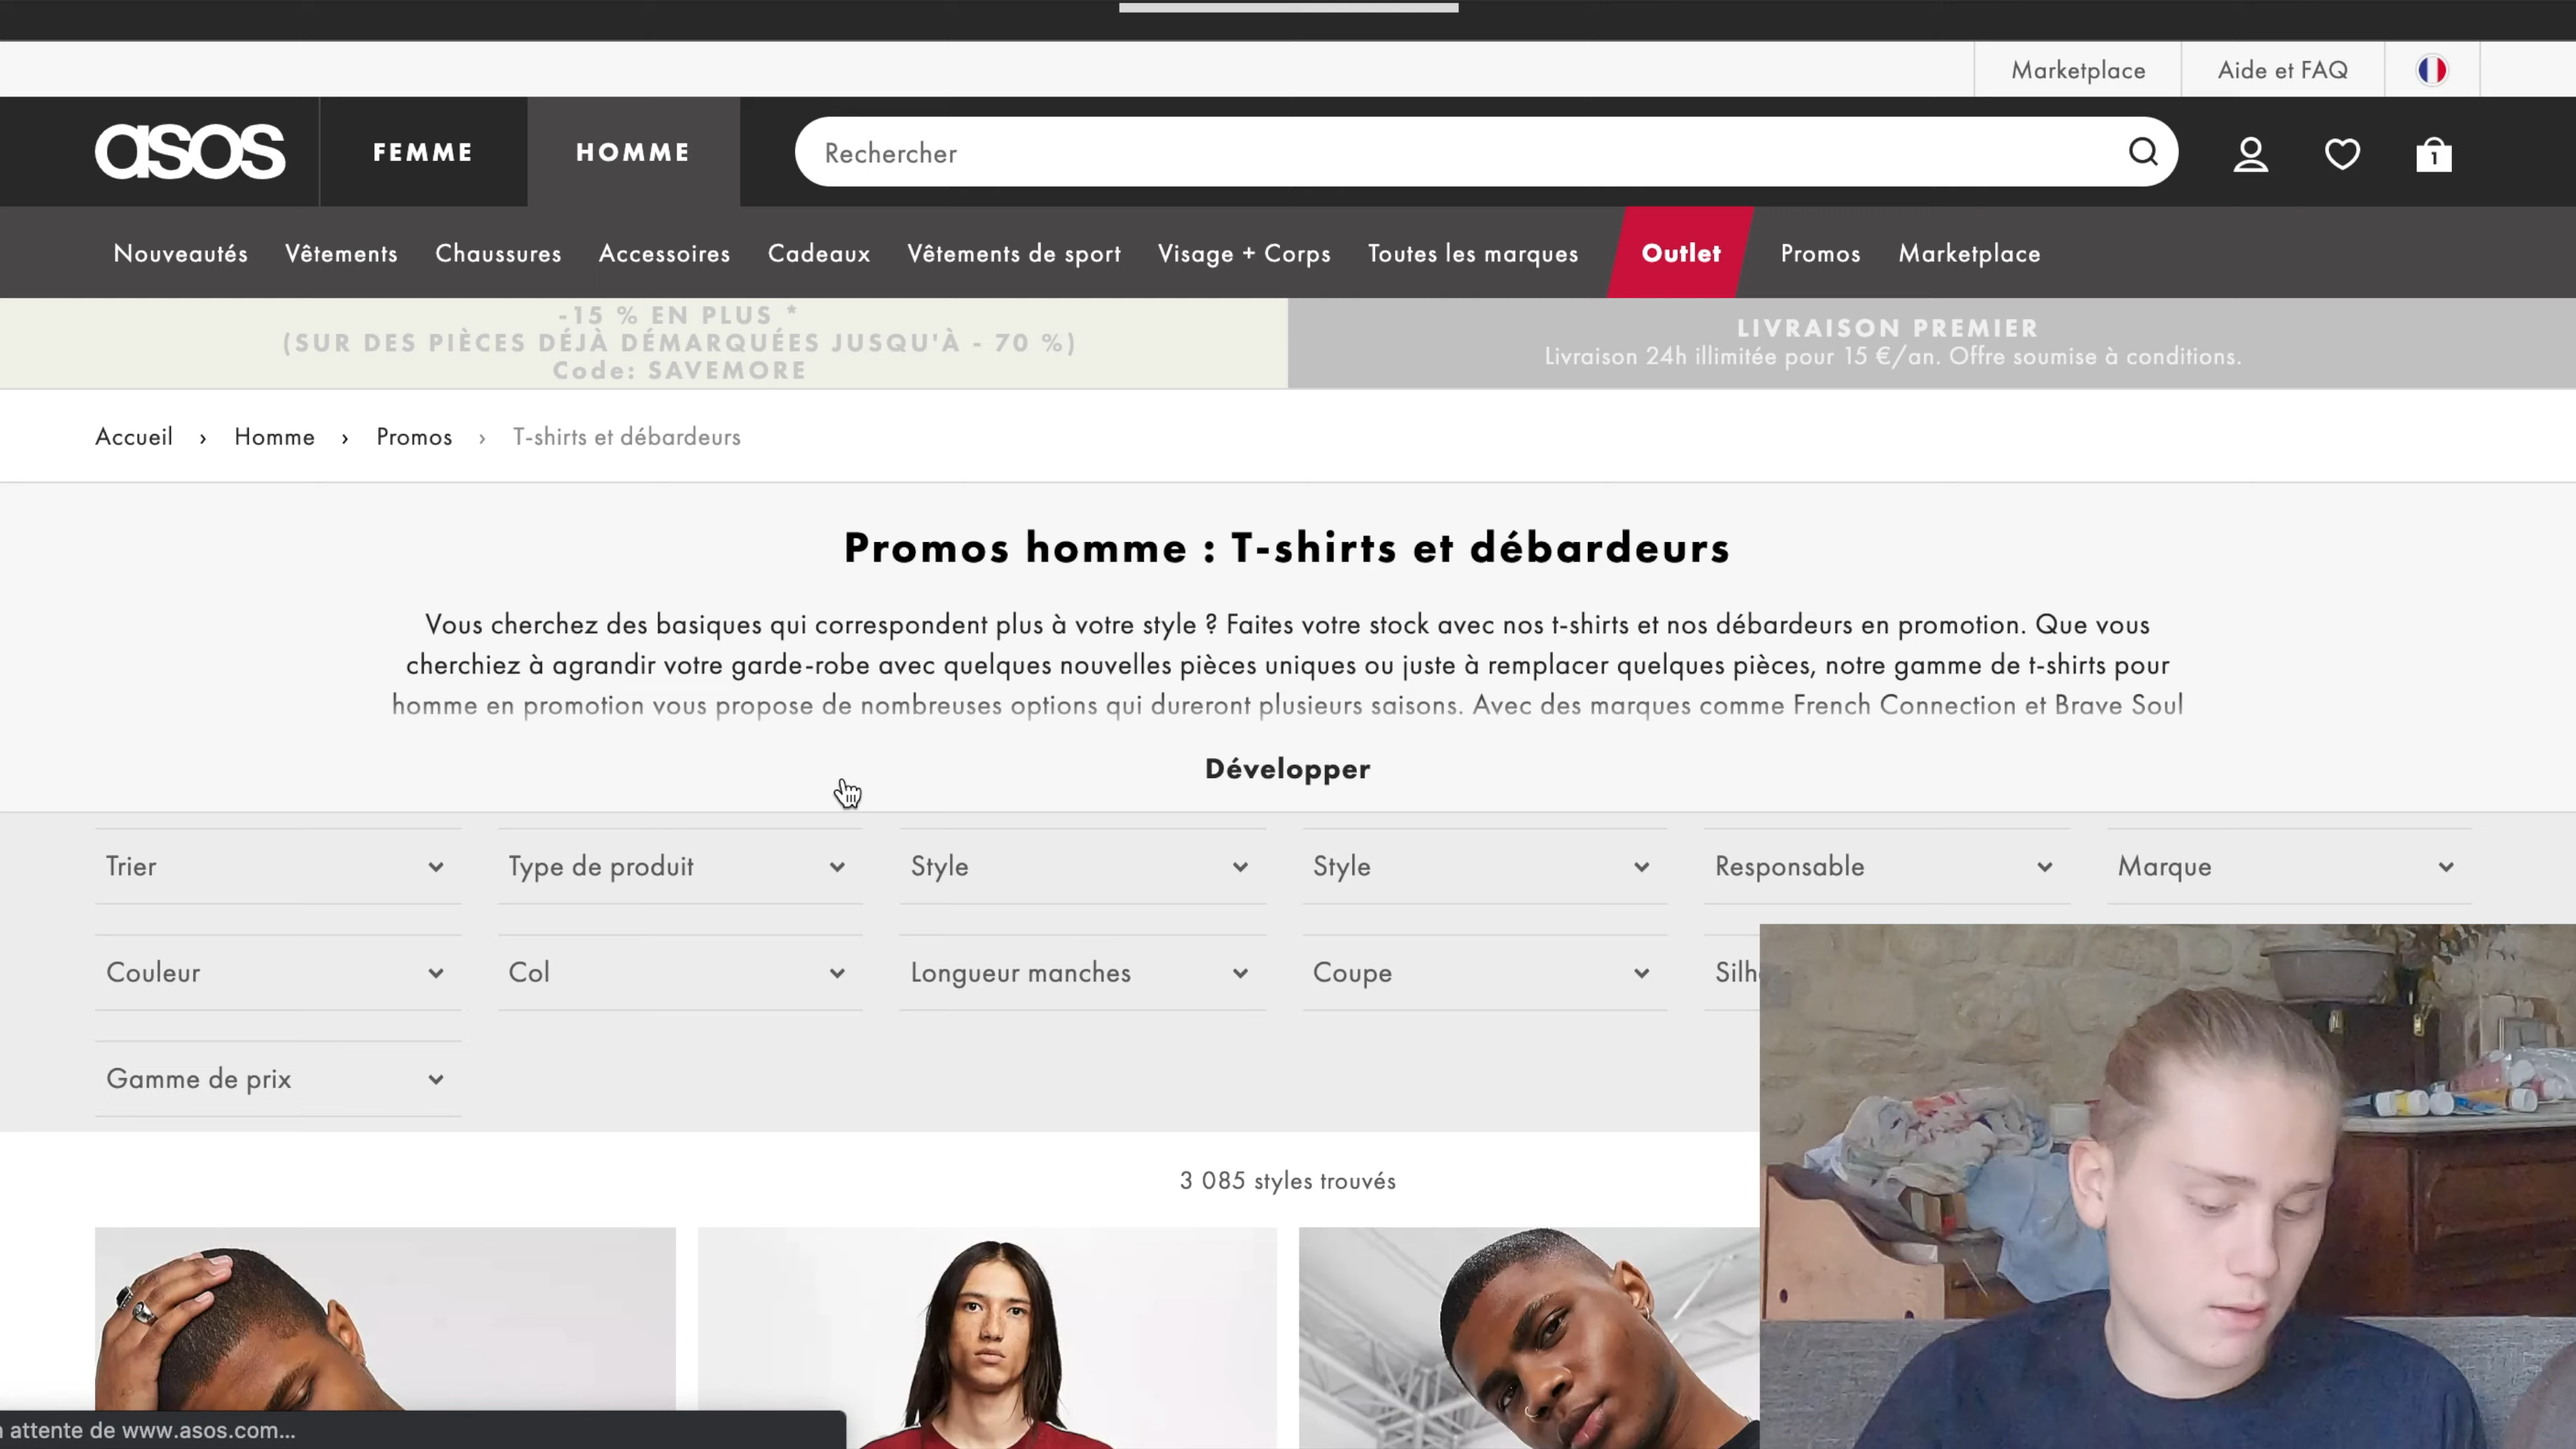 Marketplace
Aide et FAQ
asos
FEMME
HOMME
Rechercher
1
Nouveautés
Vêtements
Chaussures
Accessoires
Cadeaux
Vêtements de sport
Visage + Corps
Toutes les marques
Outlet
Promos
Marketplace
-15 % EN PLUS *
(SUR DES PIÈCES DÉJÀ DÉMARQUÉES JUSQU'À - 70 %)
Code: SAVEMORE
LIVRAISON PREMIER
Livraison 24h illimitée pour 15 €/an. Offre soumise à conditions.
Accueil › Homme › Promos › T-shirts et débardeurs
Promos homme : T-shirts et débardeurs
Vous cherchez des basiques qui correspondent plus à votre style ? Faites votre stock avec nos t-shirts et nos débardeurs en promotion. Que vous
cherchiez à agrandir votre garde-robe avec quelques nouvelles pièces uniques ou juste à remplacer quelques pièces, notre gamme de t-shirts pour
homme en promotion vous propose de nombreuses options qui dureront plusieurs saisons. Avec des marques comme French Connection et Brave Soul
Développer
Trier
Type de produit
Style
Style
Responsable
Marque
Couleur
Col
Longueur manches
Coupe
Silh
Gamme de prix
3 085 styles trouvés
attente de www.asos.com...